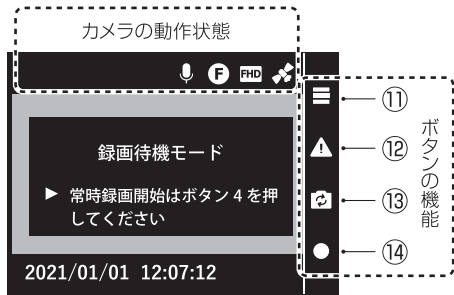 カメラの動作状態
F FHD
録画待機モード
▶ 常時録画開始はボタン4を押
してください
2021/01/01 12:07:12
⑪
⑫
⑬
⑭
ボタンの機能